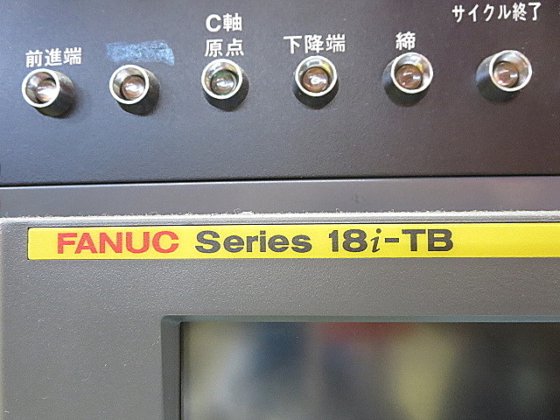 前進端
C軸
原点
下降端
締
サイクル終了
FANUC Series 18i-TB